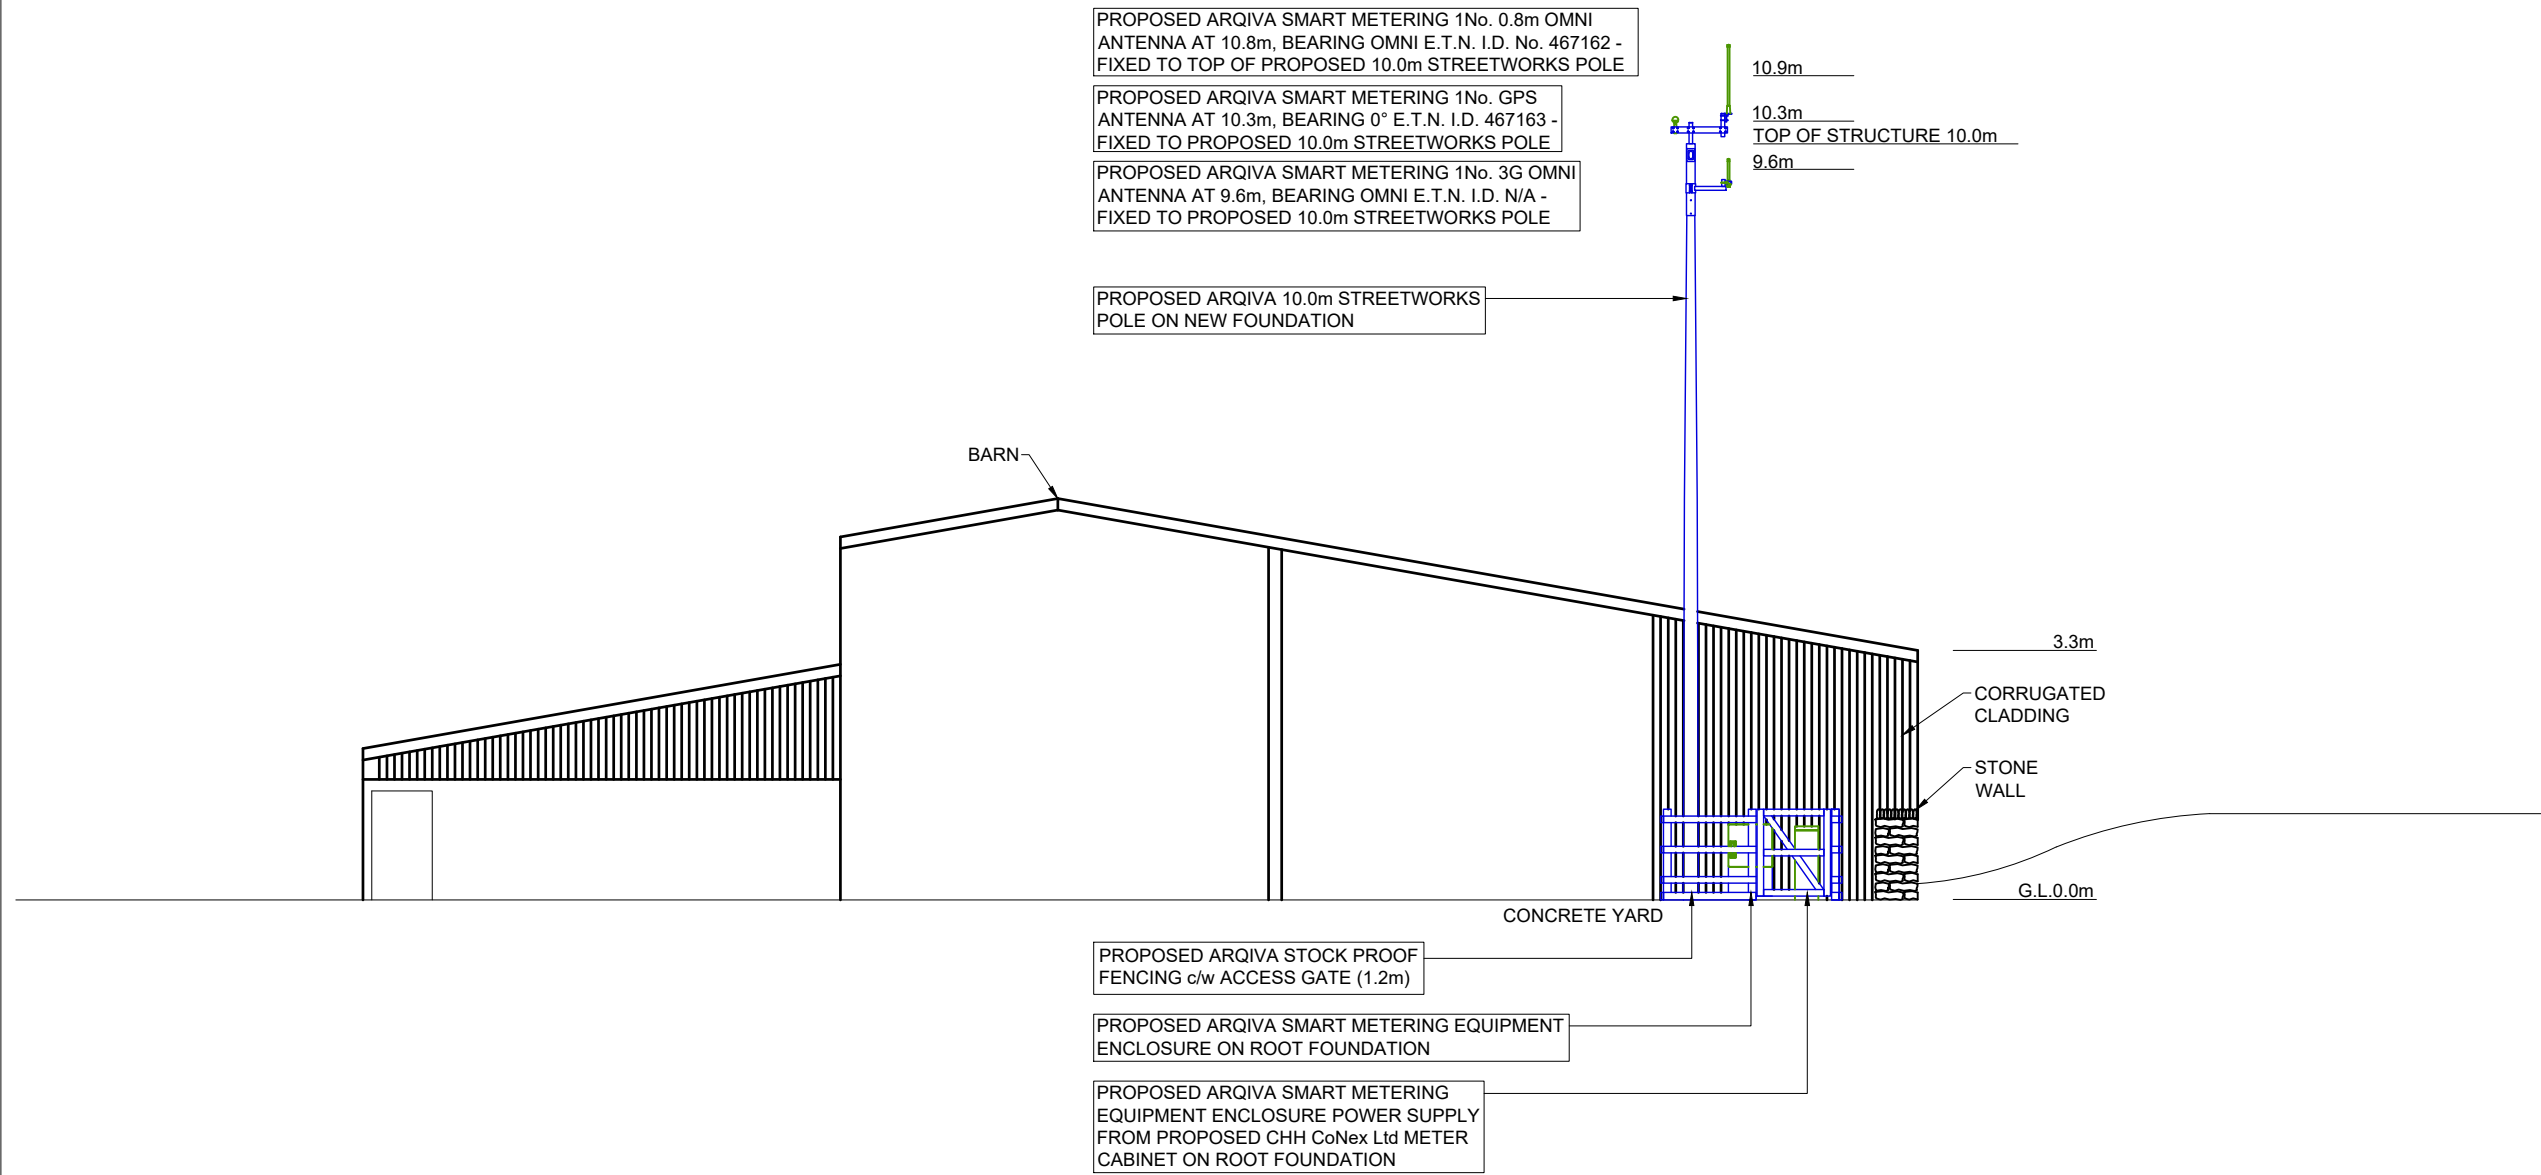 PROPOSED ARQIVA SMART METERING 1No. 0.8m OMNI
ANTENNA AT 10.8m, BEARING OMNI E.T.N. I.D. No. 467162 -
FIXED TO TOP OF PROPOSED 10.0m STREETWORKS POLE
PROPOSED ARQIVA SMART METERING 1No. GPS
ANTENNA AT 10.3m, BEARING 0° E.T.N. I.D. 467163 -
FIXED TO PROPOSED 10.0m STREETWORKS POLE
PROPOSED ARQIVA SMART METERING 1No. 3G OMNI
ANTENNA AT 9.6m, BEARING OMNI E.T.N. I.D. N/A -
FIXED TO PROPOSED 10.0m STREETWORKS POLE
10.9m
10.3m
TOP OF STRUCTURE 10.0m
9.6m
PROPOSED ARQIVA 10.0m STREETWORKS
POLE ON NEW FOUNDATION
BARN
3.3m
CORRUGATED
CLADDING
STONE
WALL
G.L.0.0m
CONCRETE YARD
PROPOSED ARQIVA STOCK PROOF
FENCING c/w ACCESS GATE (1.2m)
PROPOSED ARQIVA SMART METERING EQUIPMENT
ENCLOSURE ON ROOT FOUNDATION
PROPOSED ARQIVA SMART METERING
EQUIPMENT ENCLOSURE POWER SUPPLY
FROM PROPOSED CHH CoNex Ltd METER
CABINET ON ROOT FOUNDATION